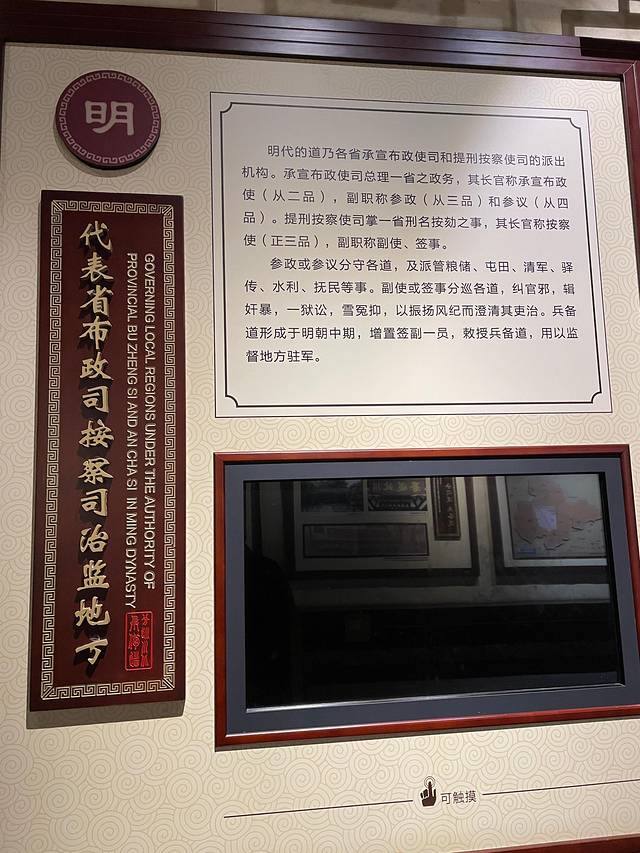 明
代表省布政司按察司治监地方
GOVERNING LOCAL REGIONS UNDER THE AUTHORITY OF
PROVINCIAL BU ZHENG SI AND AN CHA SI IN MING DYNASTY
明代的道乃各省承宣布政使司和提刑按察使司的派出
机构。承宣布政使司总理一省之政务，其长官称承宣布政
使（从二品），副职称参政（从三品）和参议（从四
品）。提刑按察使司掌一省刑名按劾之事，其长官称按察
使（正三品），副职称副使、签事。
参政或参议分守各道，及派管粮储、屯田、清军、驿
传、水利、抚民等事。副使或签事分巡各道，纠官邪，辑
奸暴，一狱讼，雪冤抑，以振扬风纪而澄清其吏治。兵备
道形成于明朝中期，增置签副一员，敕授兵备道，用以监
督地方驻军。
可触摸